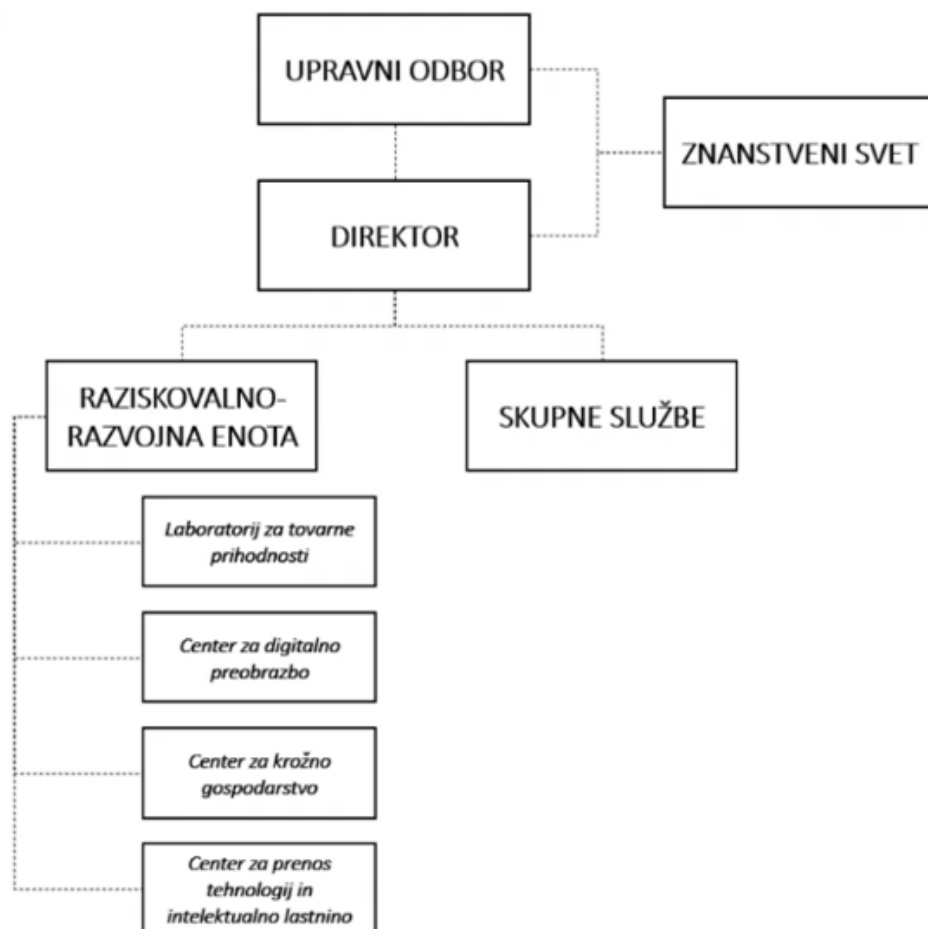 UPRAVNI ODBOR
ZNANSTVENI SVET
DIREKTOR
RAZISKOVALNO-
RAZVOJNA ENOTA
SKUPNE SLUŽBE
Laboratorij za tovarne
prihodnosti
Center za digitalno
preobrazbo
Center za krožno
gospodarstvo
Center za prenos
tehnologij in
intelektualno lastnino